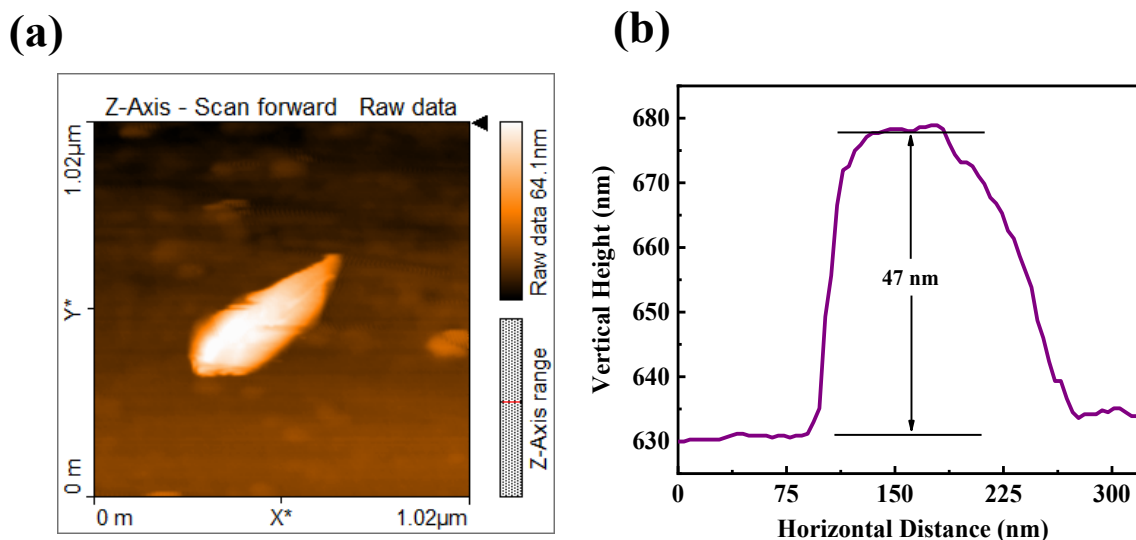 (a)
Z-Axis - Scan forward Raw data
1.02µm
Y*
0 m
0 m
X*
1.02µm
Raw data 64.1nm
Z-Axis range
(b)
Vertical Height (nm)
680
670
660
650
640
630
47 nm
0
75
150
225
300
Horizontal Distance (nm)